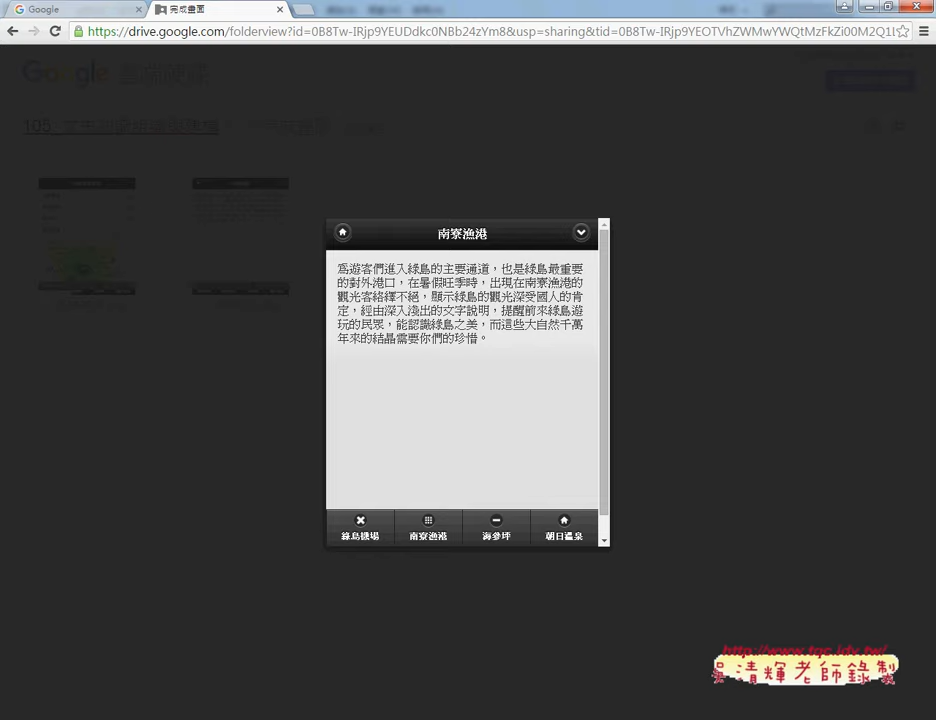 Google
完成畫面
https://drive.google.com/folderview?id=0B8Tw-IRjp9YEUDdkc0NBb24zYm8&usp=sharing&tid=0B8Tw-IRjp9YEOTVhZWMwYWQtMzFkZi00M2Q1L
Google 雲端硬碟
南寮漁港
為遊客們進入綠島的主要通道，也是綠島最重要
的對外港口，在暑假旺季時，出現在南寮漁港的
觀光客絡繹不絕，顯示綠島的觀光深受國人的肯
定，經由深入淺出的文字說明，提醒前來綠島遊
玩的民眾，能認識綠島之美，而這些大自然千萬
年來的結晶需要你們的珍惜。
綠島機場
南寮漁港
海參坪
朝日溫泉
吳清輝老師錄製